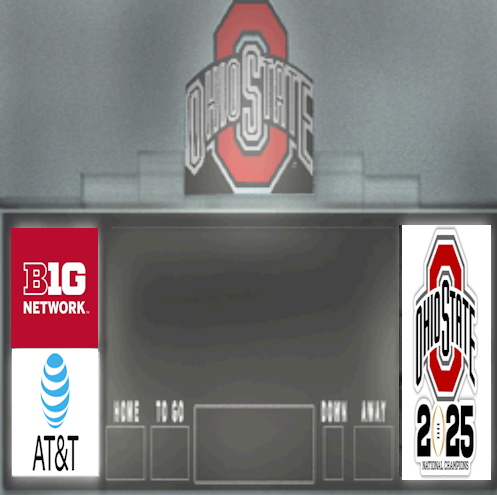 OHIO STATE
B1G
NETWORK
AT&T
HOME TO GO DOWN AWAY
OHIO STATE
2025
NATIONAL CHAMPIONS